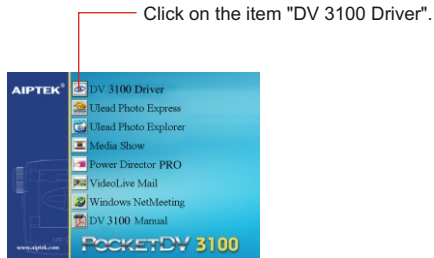 Click on the item "DV 3100 Driver".
AIPTEK®
DV 3100 Driver
Ulead Photo Express
Ulead Photo Explorer
Media Show
Power Director PRO
VideoLive Mail
Windows NetMeeting
DV 3100 Manual
www.aiptek.com
POCKETDV 3100